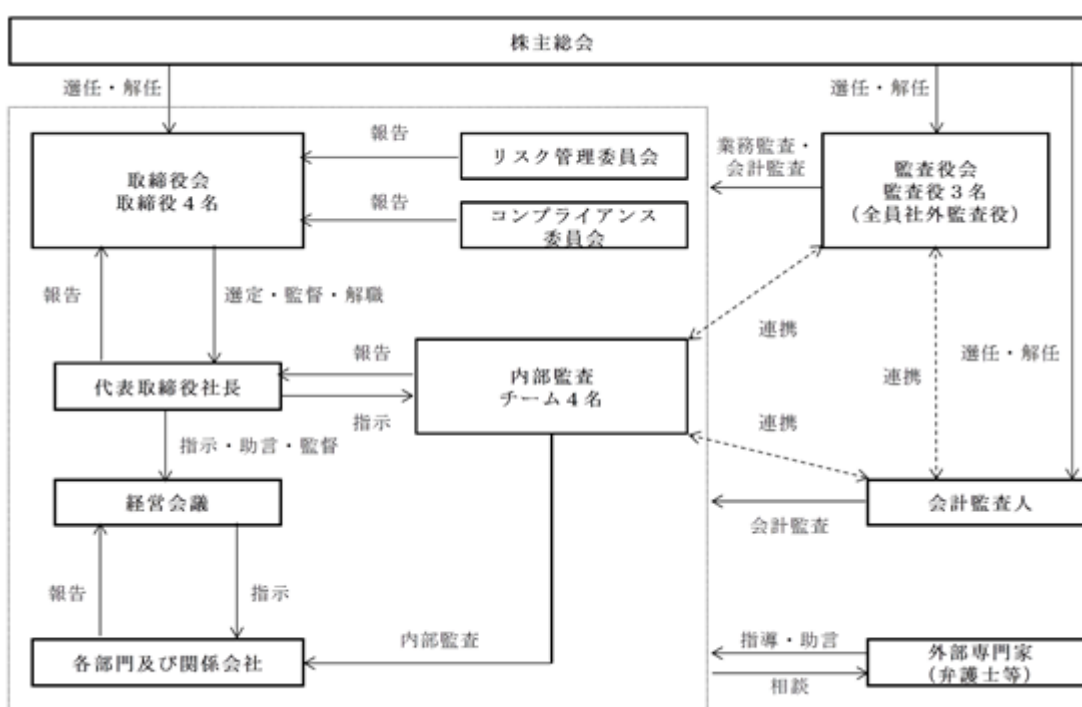 株主総会
選任・解任
選任・解任
報告
リスク管理委員会
業務監査・
会計監査
取締役会
取締役4名
監査役会
監査役3名
(全員社外監査役)
報告
コンプライアンス
委員会
報告
選定・監督・解職
連携
選任・解任
代表取締役社長
報告
指示
内部監査
チーム4名
連携
連携
指示・助言・監督
経営会議
会計監査人
会計監査
報告
指示
内部監査
各部門及び関係会社
指導・助言
相談
外部専門家
(弁護士等)